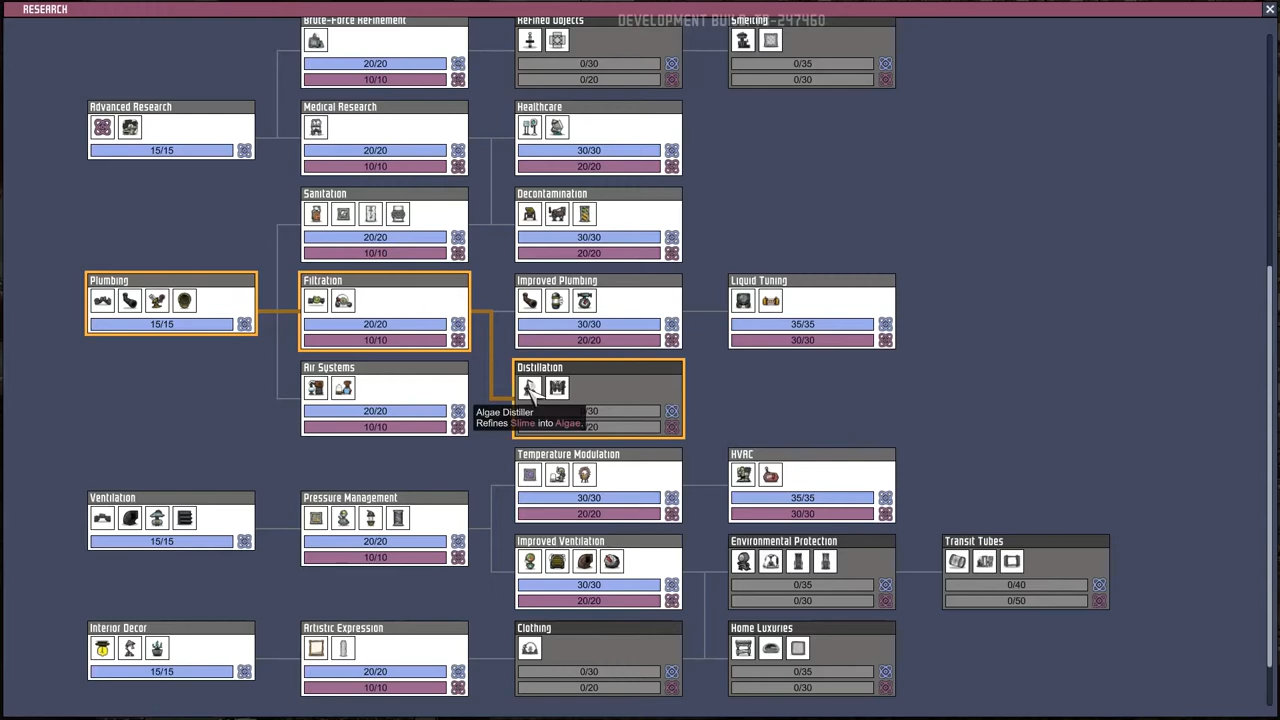 RESEARCH
DEVELOPMENT BU
-247460
Brute-Force Refinement
20/20
10/10
Refined Objects
0/30
0/20
Smelting
0/35
0/30
Advanced Research
15/15
Medical Research
20/20
10/10
Healthcare
30/30
20/20
Sanitation
20/20
10/10
Decontamination
30/30
20/20
Plumbing
15/15
Filtration
20/20
10/10
Improved Plumbing
30/30
20/20
Liquid Tuning
35/35
30/30
Air Systems
20/20
10/10
Distillation
/30
/20
Algae Distiller
Refines Slime into Algae.
Temperature Modulation
30/30
20/20
HVAC
35/35
30/30
Ventilation
15/15
Pressure Management
20/20
10/10
Improved Ventilation
30/30
20/20
Environmental Protection
0/35
0/30
Transit Tubes
0/40
0/50
Interior Decor
15/15
Artistic Expression
20/20
10/10
Clothing
0/30
0/20
Home Luxuries
0/35
0/30